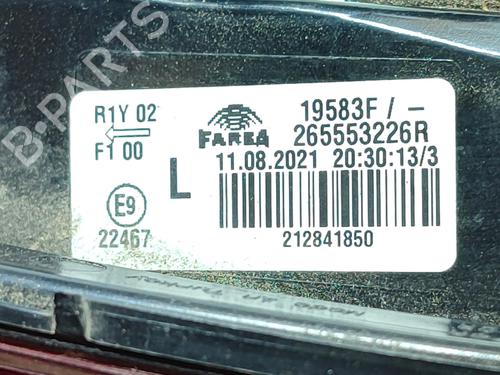 B-PARTS
R1Y 02
F1 00
E9
22467
FAREA
19583F / -
265553226R
L
11.08.2021 20:30:13/3
212841850